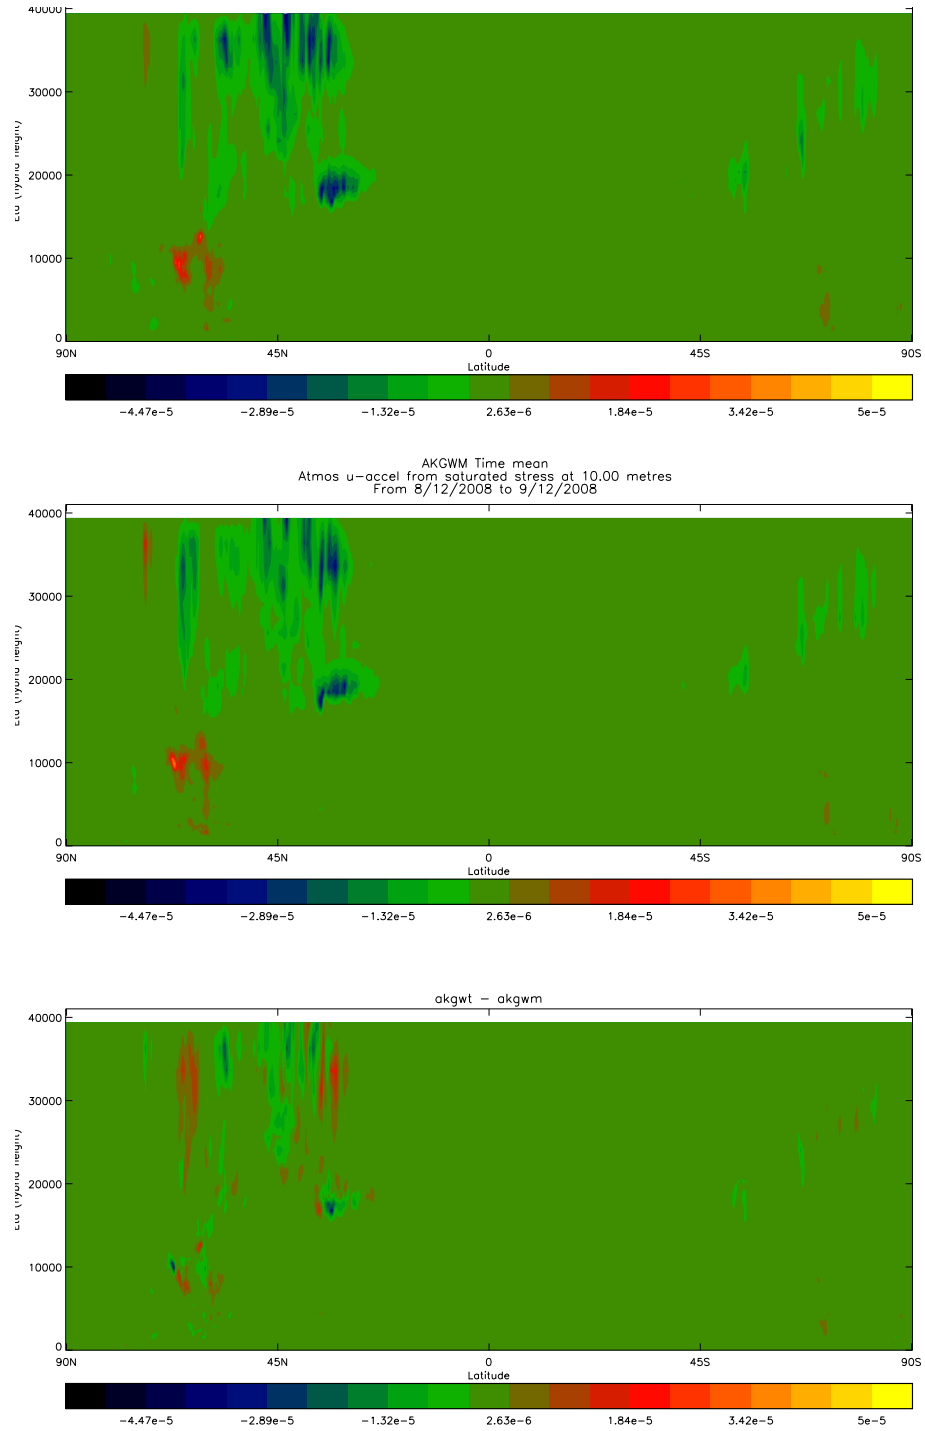 40000
30000
20000
10000
0
90N 45N 0 45S 90S
Latitude
-4.47e-5 -2.89e-5 -1.32e-5 2.63e-6 1.84e-5 3.42e-5 5e-5
AKGWM Time mean
Atmos u-accel from saturated stress at 10.00 metres
From 8/12/2008 to 9/12/2008
40000
30000
20000
10000
0
90N 45N 0 45S 90S
Latitude
-4.47e-5 -2.89e-5 -1.32e-5 2.63e-6 1.84e-5 3.42e-5 5e-5
akgwt - akgwm
40000
30000
20000
10000
0
90N 45N 0 45S 90S
Latitude
-4.47e-5 -2.89e-5 -1.32e-5 2.63e-6 1.84e-5 3.42e-5 5e-5